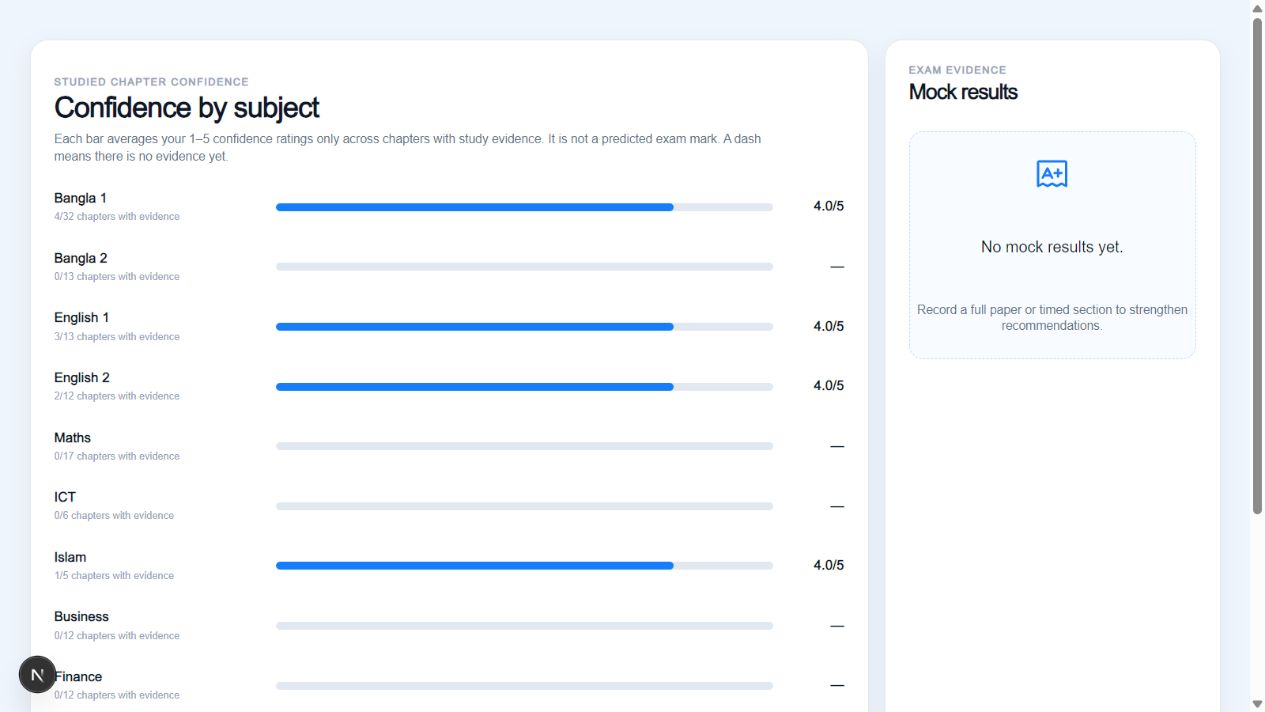 STUDIED CHAPTER CONFIDENCE
Confidence by subject
Each bar averages your 1–5 confidence ratings only across chapters with study evidence. It is not a predicted exam mark. A dash
means there is no evidence yet.
Bangla 1
4/32 chapters with evidence
4.0/5
Bangla 2
0/13 chapters with evidence
—
English 1
3/13 chapters with evidence
4.0/5
English 2
2/12 chapters with evidence
4.0/5
Maths
0/17 chapters with evidence
—
ICT
0/6 chapters with evidence
—
Islam
1/5 chapters with evidence
4.0/5
Business
0/12 chapters with evidence
—
Finance
0/12 chapters with evidence
—
N
EXAM EVIDENCE
Mock results
A+
No mock results yet.
Record a full paper or timed section to strengthen
recommendations.